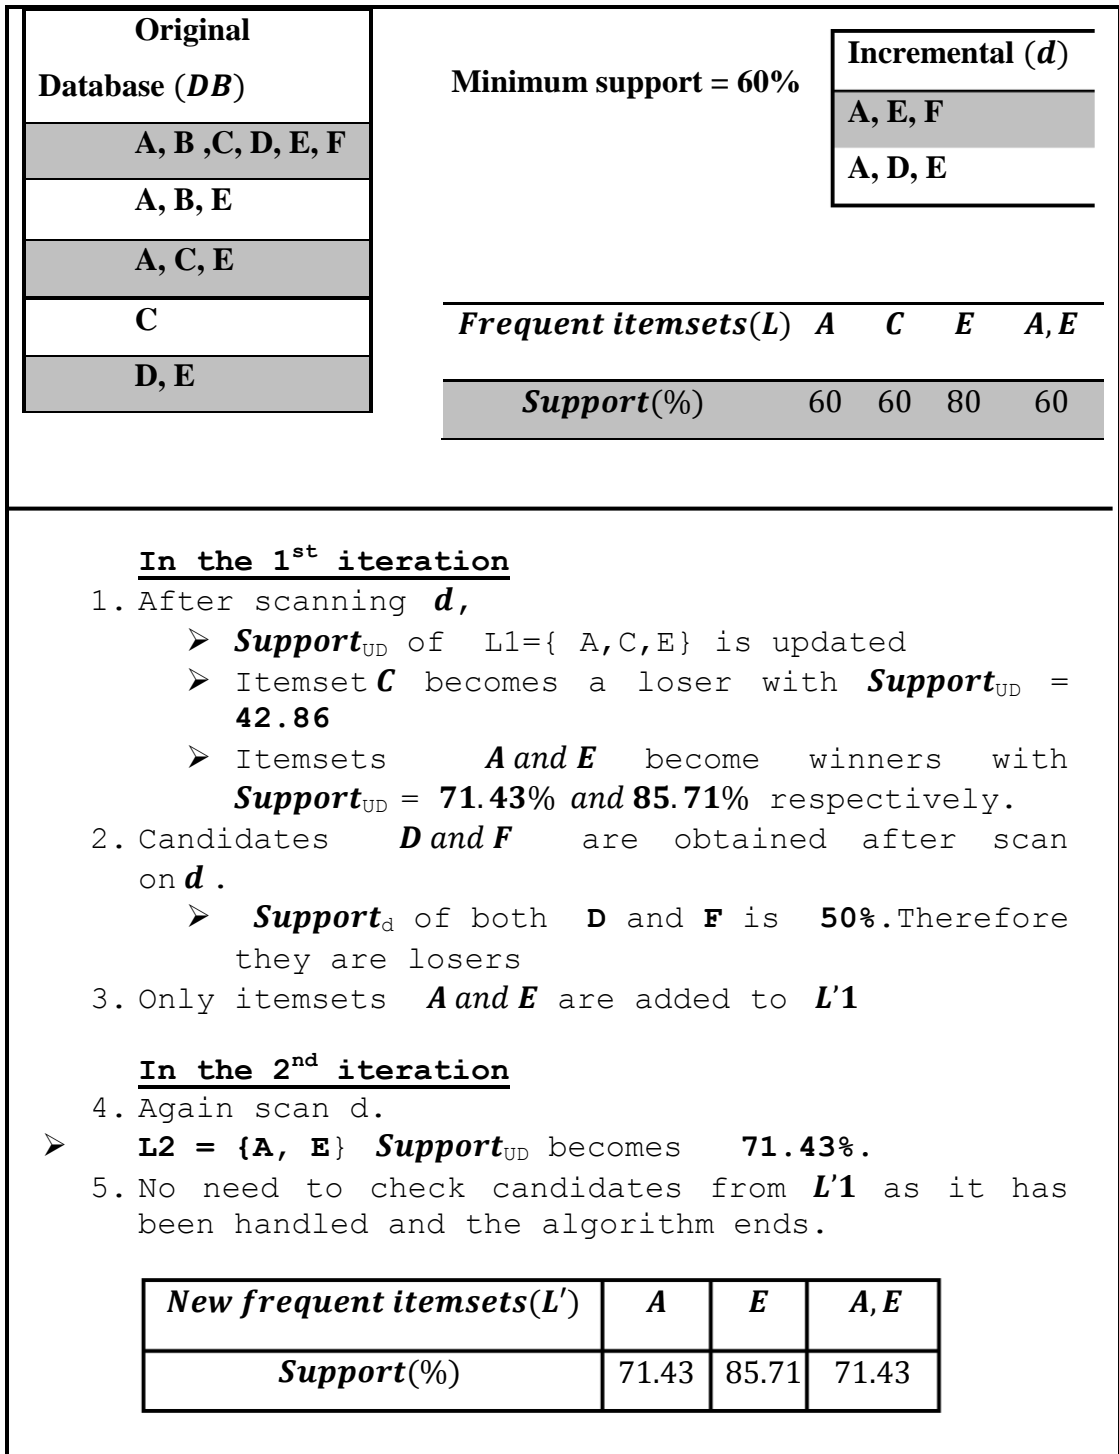 Original
Database (DB)
A, B ,C, D, E, F
A, B, E
A, C, E
C
D, E
Minimum support = 60%
Incremental (d)
A, E, F
A, D, E
Frequent itemsets(L) A C E A, E
Support(%) 60 60 80 60
In the 1st iteration
1. After scanning d,
➢ SupportUD of L1={ A,C,E} is updated
➢ Itemset C becomes a loser with SupportUD =
42.86
➢ Itemsets A and E become winners with
SupportUD = 71.43% and 85.71% respectively.
2. Candidates D and F are obtained after scan
on d .
➢ Supportd of both D and F is 50%.Therefore
they are losers
3. Only itemsets A and E are added to L'1
In the 2nd iteration
4. Again scan d.
➢ L2 = {A, E} SupportUD becomes 71.43%.
5. No need to check candidates from L'1 as it has
been handled and the algorithm ends.
New frequent itemsets(L') A E A, E
Support(%) 71.43 85.71 71.43